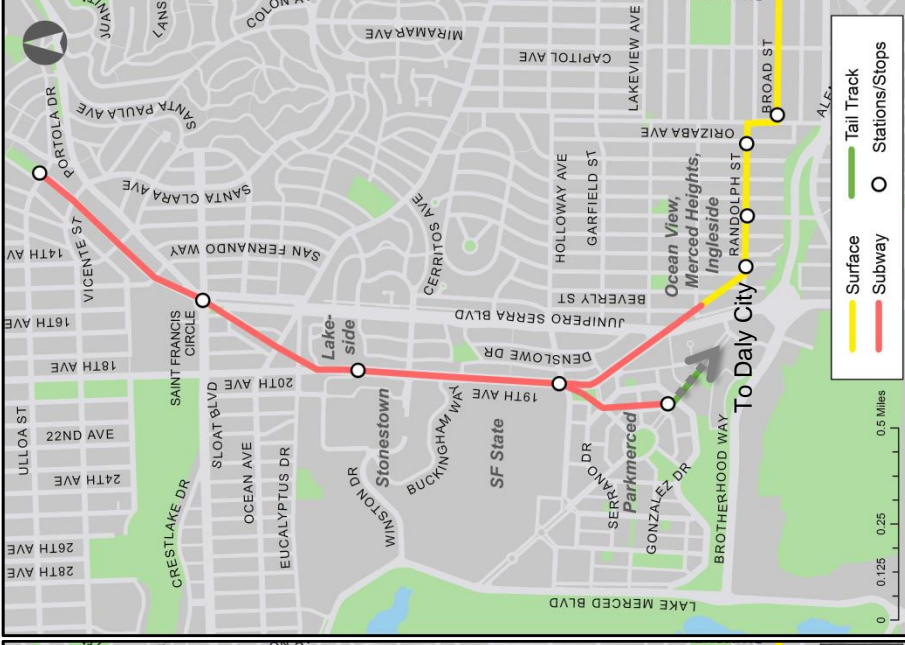 JUANI
LANS
COLON A
MIRAMAR AVE
CAPITOL AVE
LAKEVIEW AVE
PORTOLA DR
SANTA PAULA AVE
SANTA CLARA AVE
BROAD ST
ORIZABA AVE
ALE
14TH AV
VICENTE ST
16TH AVE
18TH AVE
SAN FERNANDO WAY
SAINT FRANCIS
CIRCLE
CERRITOS AVE
HOLLOWAY AVE
GARFIELD ST
BEVERLY ST
Ocean View,
Merced Heights,
Ingleside
RANDOLPH ST
JUNIPERO SERRA BLVD
Lake-
side
DENSLOWE DR
20TH AVE
19TH AVE
ULLOA ST
22ND AVE
24TH AVE
26TH AVE
28TH AVE
SLOAT BLVD
OCEAN AVE
EUCALYPTUS DR
CRESTLAKE DR
Stonestown
WINSTON DR
BUCKINGHAM WAY
SF State
SERRANO DR
Parkmerced
GONZALEZ DR
BROTHERHOOD WAY
To Daly City
LAKE MERCED BLVD
Surface
Subway
Tail Track
Stations/Stops
0 0.125 0.25 0.5 Miles